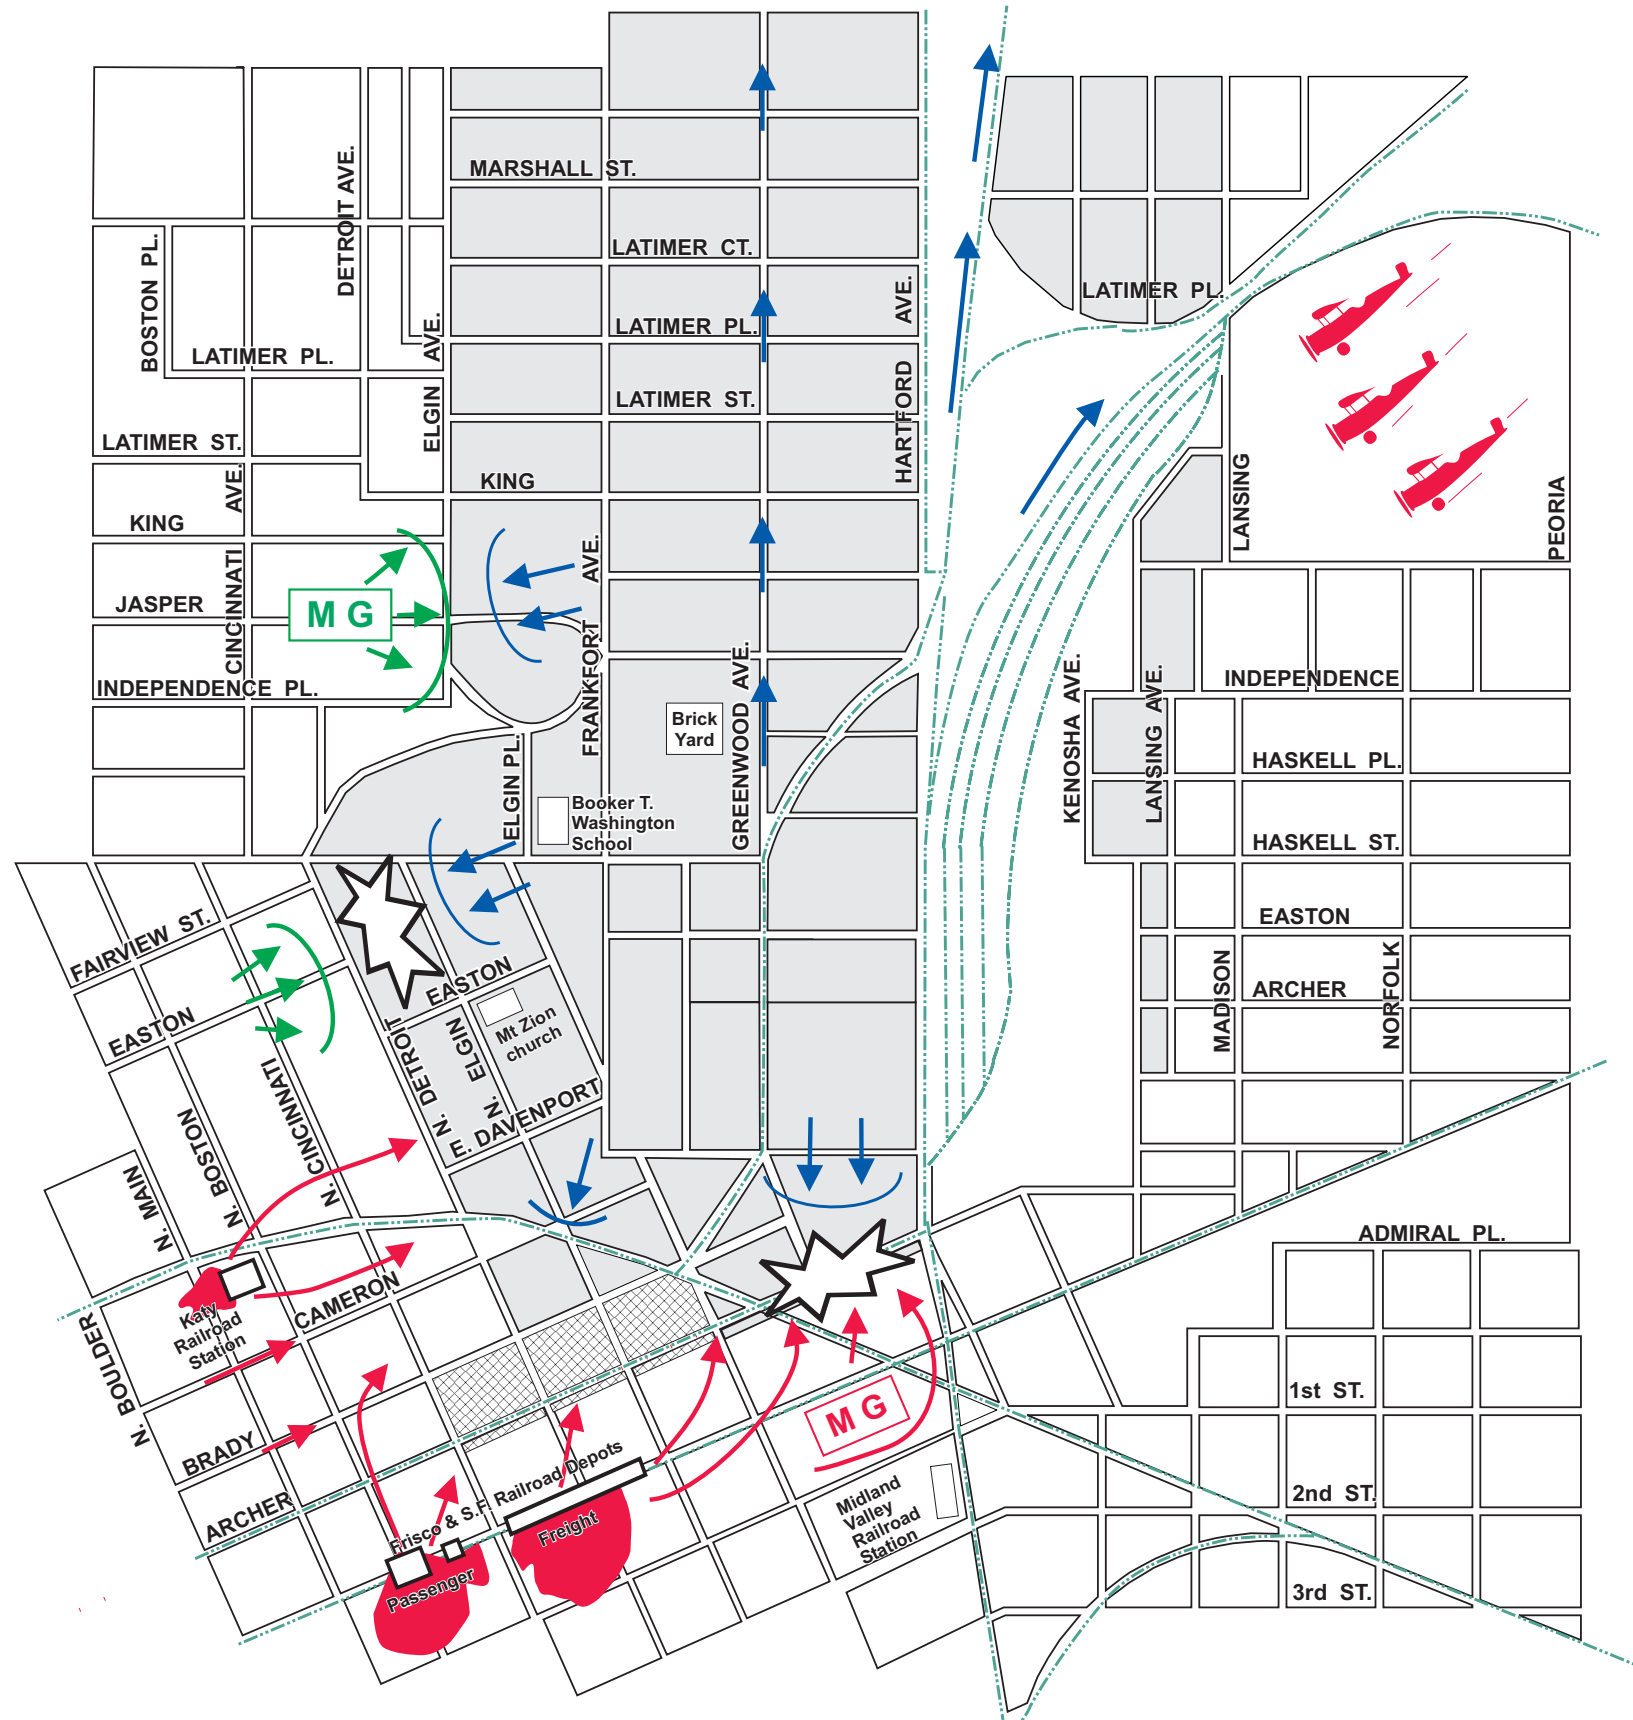 MARSHALL ST.
DETROIT AVE.
LATIMER CT.
BOSTON PL.
LATIMER PL.
HARTFORD AVE.
ELGIN AVE.
LATIMER PL.
LATIMER PL.
LATIMER ST.
LATIMER ST.
KING
CINCINNATI AVE.
KING
LANSING
PEORIA
JASPER
M G
FRANKFORT AVE.
INDEPENDENCE PL.
INDEPENDENCE
GREENWOOD AVE.
KENOSHA AVE.
LANSING AVE.
Brick
Yard
ELGIN PL.
HASKELL PL.
Booker T.
Washington
School
HASKELL ST.
FAIRVIEW ST.
EASTON
EASTON
EASTON
MADISON
ARCHER
NORFOLK
Mt Zion
church
N. DETROIT
N. ELGIN
E. DAVENPORT
N. CINCINNATI
N. BOSTON
N. MAIN
ADMIRAL PL.
CAMERON
Katy
Railroad
Station
N. BOULDER
1st ST.
M G
BRADY
ARCHER
Frisco & S.F. Railroad Depots
Freight
Passenger
Midland
Valley
Railroad
Station
2nd ST.
3rd ST.